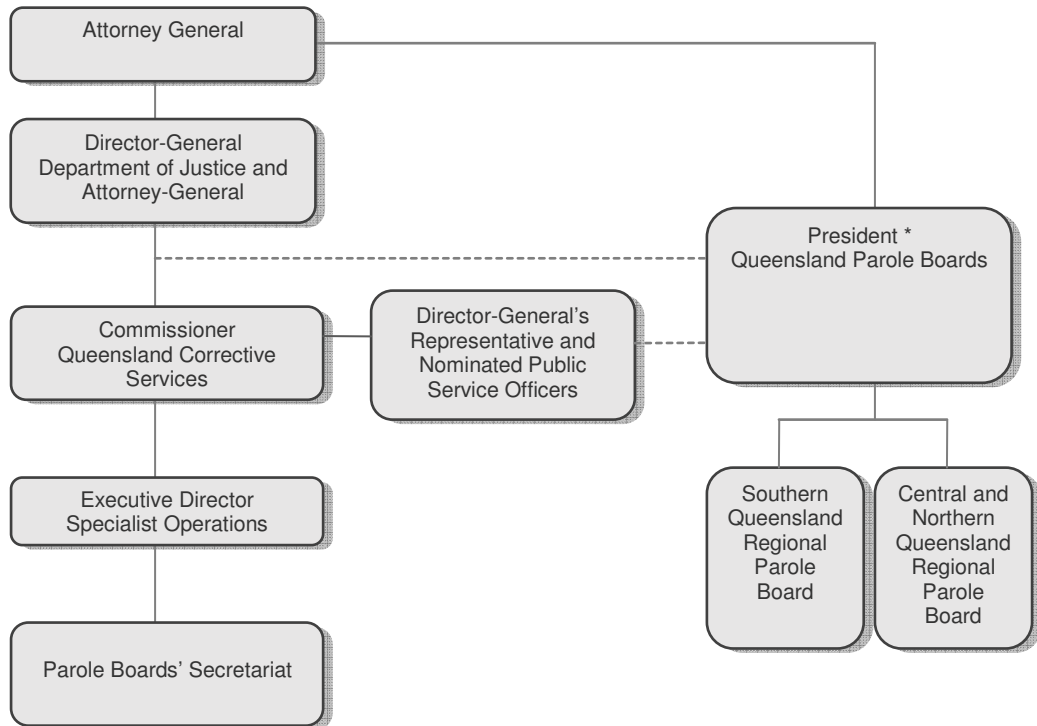 Attorney General
Director-General
Department of Justice and
Attorney-General
President *
Queensland Parole Boards
Commissioner
Queensland Corrective
Services
Director-General’s
Representative and
Nominated Public
Service Officers
Executive Director
Specialist Operations
Southern
Queensland
Regional
Parole
Board
Central and
Northern
Queensland
Regional
Parole
Board
Parole Boards’ Secretariat